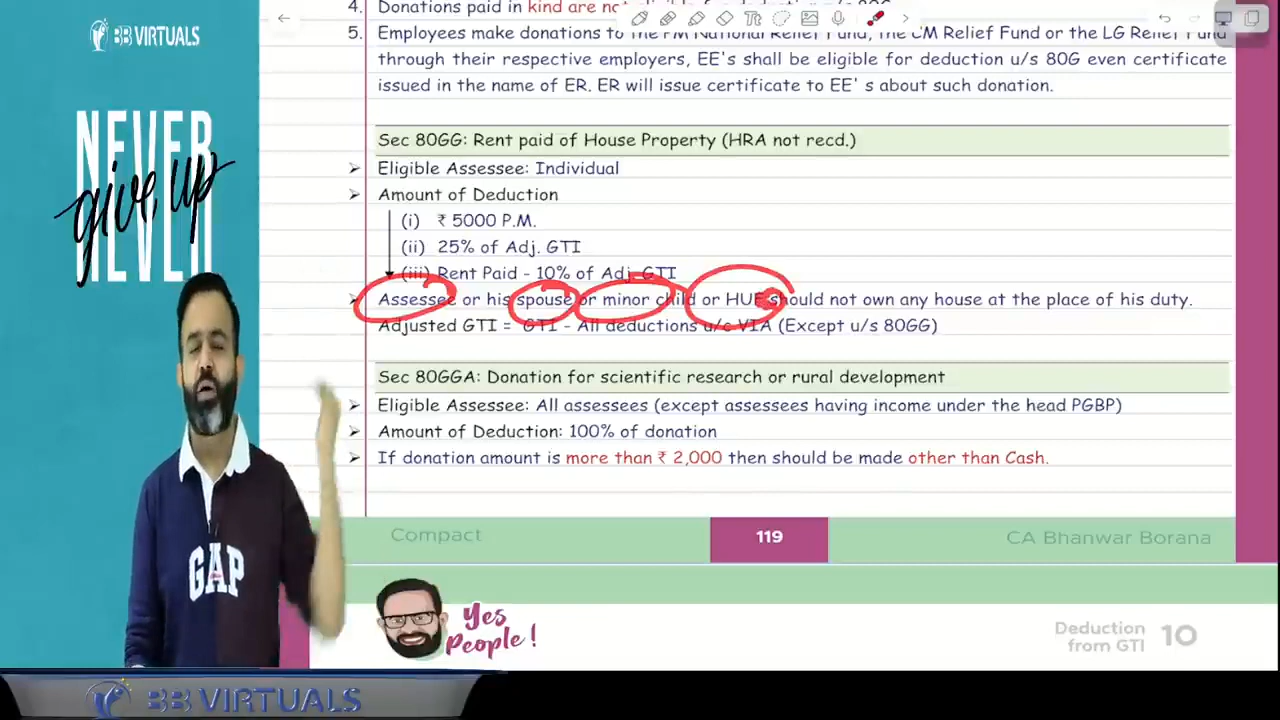 BB VIRTUALS
NEVER
give up
NEVER
GAP
4. Donations paid in kind are not
5. Employees make donations to the PM National Relief Fund, the CM Relief Fund or the LG Relief Fund
through their respective employers, EE's shall be eligible for deduction u/s 80G even certificate
issued in the name of ER. ER will issue certificate to EE' s about such donation.
Sec 80GG: Rent paid of House Property (HRA not recd.)
➢ Eligible Assessee: Individual
➢ Amount of Deduction
(i) ₹ 5000 P.M.
(ii) 25% of Adj. GTI
(iii) Rent Paid - 10% of Adj. GTI
➢ Assessee or his spouse or minor child or HUF should not own any house at the place of his duty.
Adjusted GTI = GTI - All deductions u/c VIA (Except u/s 80GG)
Sec 80GGA: Donation for scientific research or rural development
➢ Eligible Assessee: All assessees (except assessees having income under the head PGBP)
➢ Amount of Deduction: 100% of donation
➢ If donation amount is more than ₹ 2,000 then should be made other than Cash.
Compact 119 CA Bhanwar Borana
Yes
People!
Deduction
from GTI 10
BB VIRTUALS